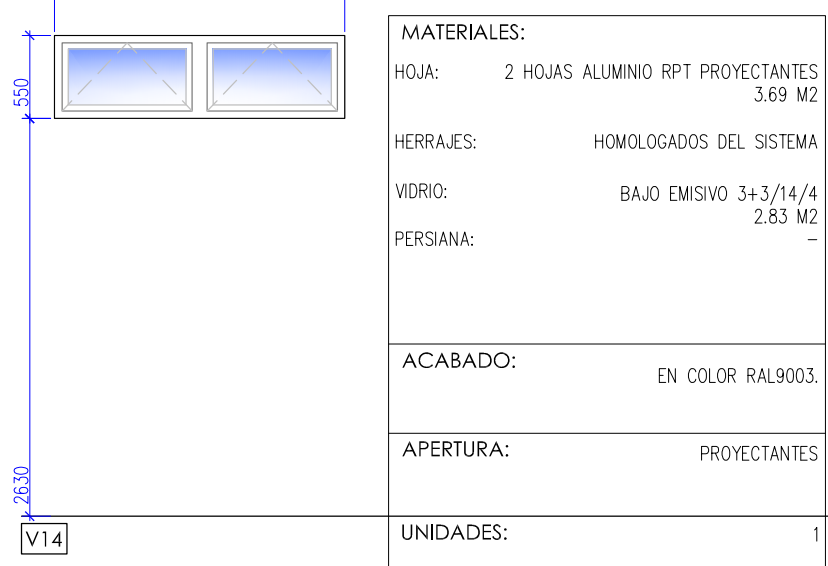 MATERIALES:
HOJA: 2 HOJAS ALUMINIO RPT PROYECTANTES
3.69 M2
550
HERRAJES: HOMOLOGADOS DEL SISTEMA
VIDRIO: BAJO EMISIVO 3+3/14/4
2.83 M2
PERSIANA: –
ACABADO:
EN COLOR RAL9003.
APERTURA: PROYECTANTES
2630
V14
UNIDADES: 1